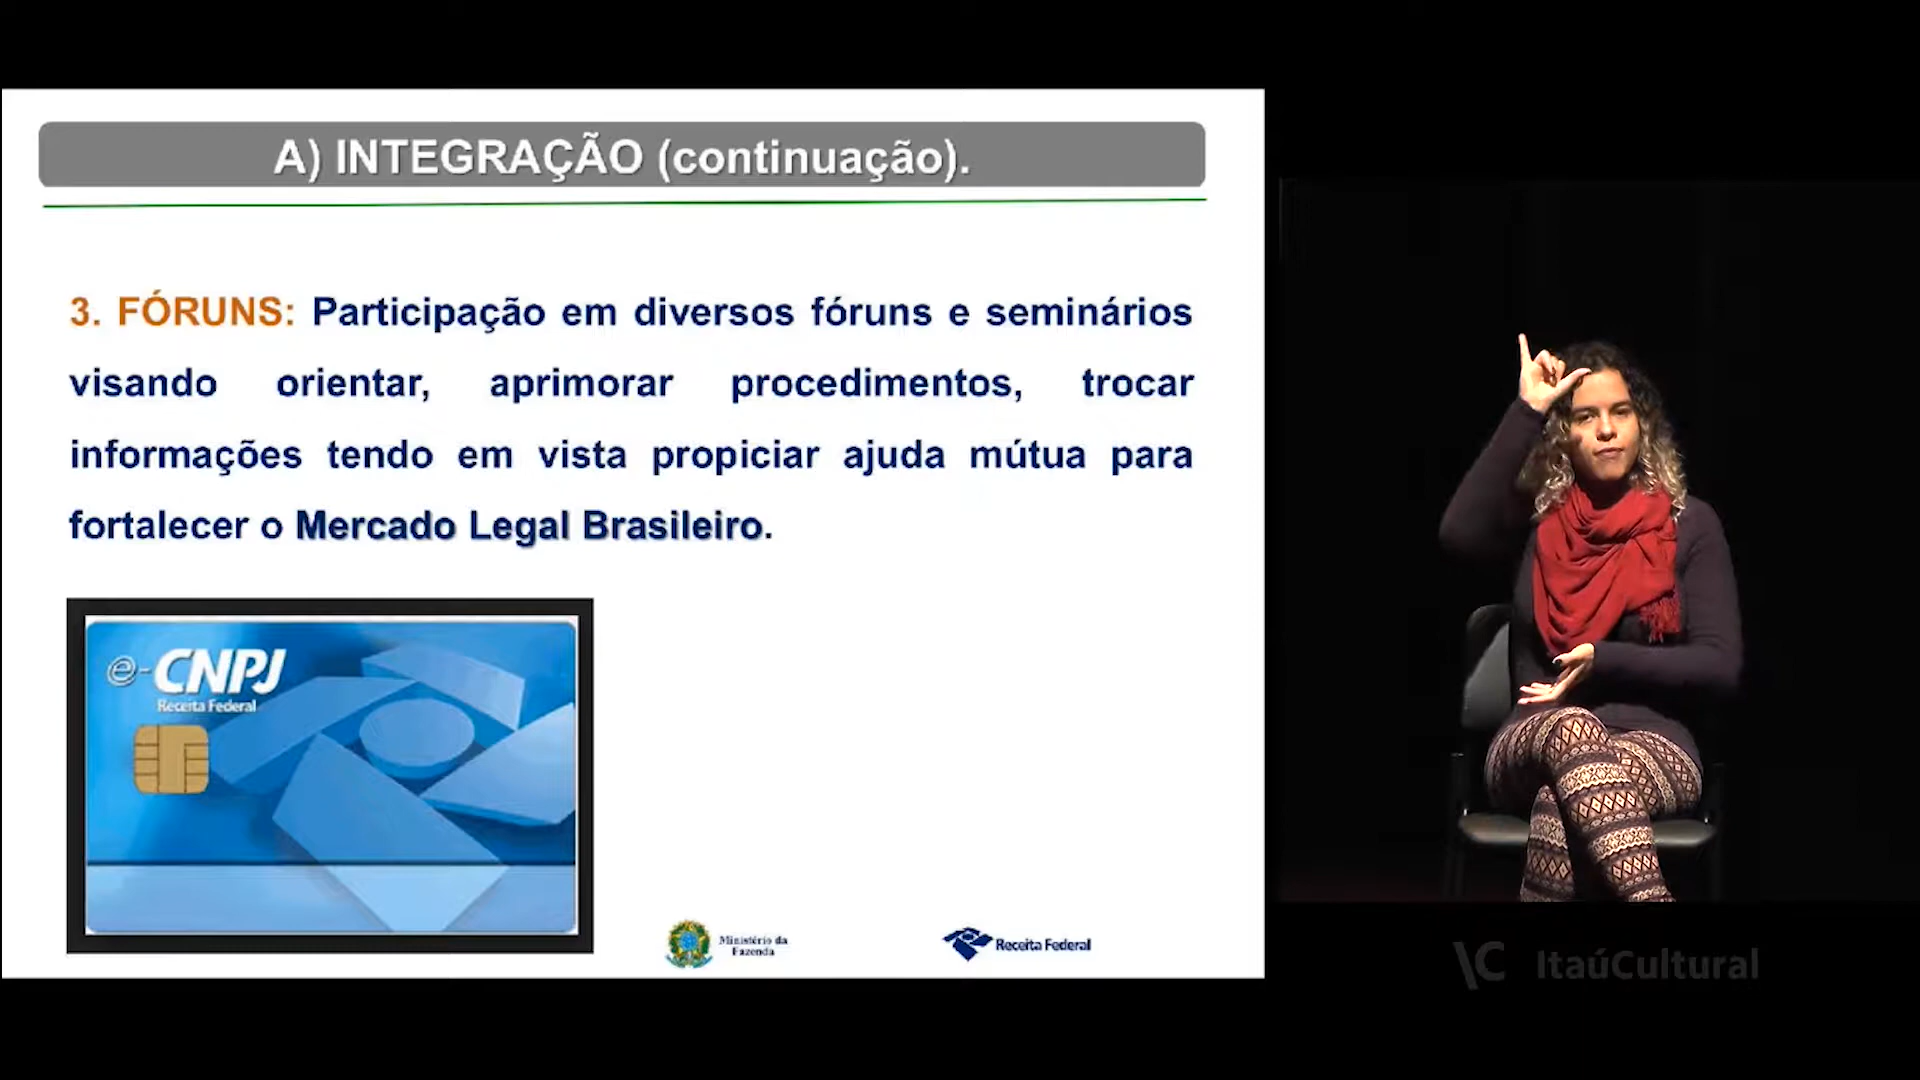 A) INTEGRAÇÃO (continuação).
3. FÓRUNS: Participação em diversos fóruns e seminários
visando orientar, aprimorar procedimentos, trocar
informações tendo em vista propiciar ajuda mútua para
fortalecer o Mercado Legal Brasileiro.
e-CNPJ
Receita Federal
Ministério da
Fazenda
Receita Federal
ItaúCultural